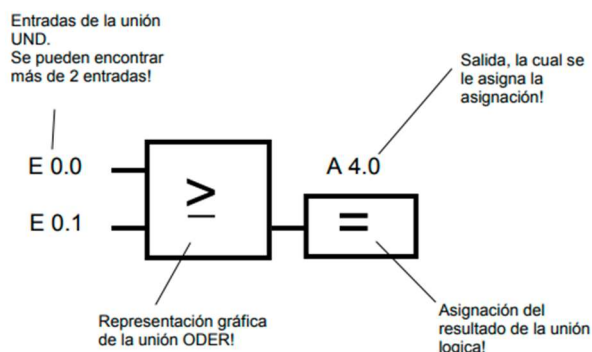 Entradas de la unión
UND.
Se pueden encontrar
más de 2 entradas!
Salida, la cual se
le asigna la
asignación!
E 0.0
A 4.0
≥
E 0.1
=
Representación gráfica
de la unión ODER!
Asignación del
resultado de la unión
logica!